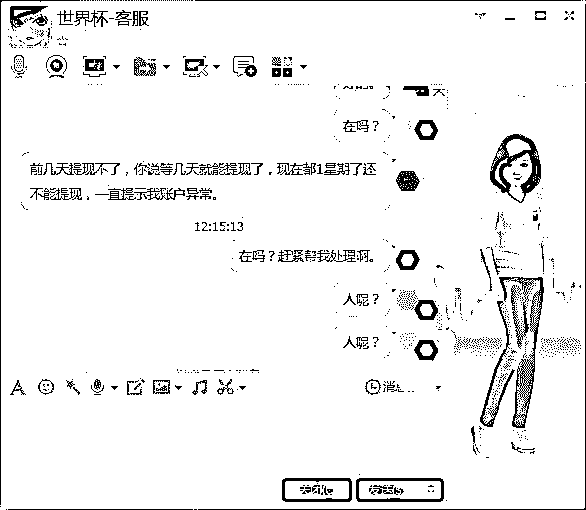 世界杯-客服
在吗？
前几天提现不了，你说等几天就能提现了，现在都1星期了还
不能提现，一直提示我账户异常。
12:15:13
在吗？赶紧帮我处理啊。
人呢？
人呢？
关闭(C)
发送(S)